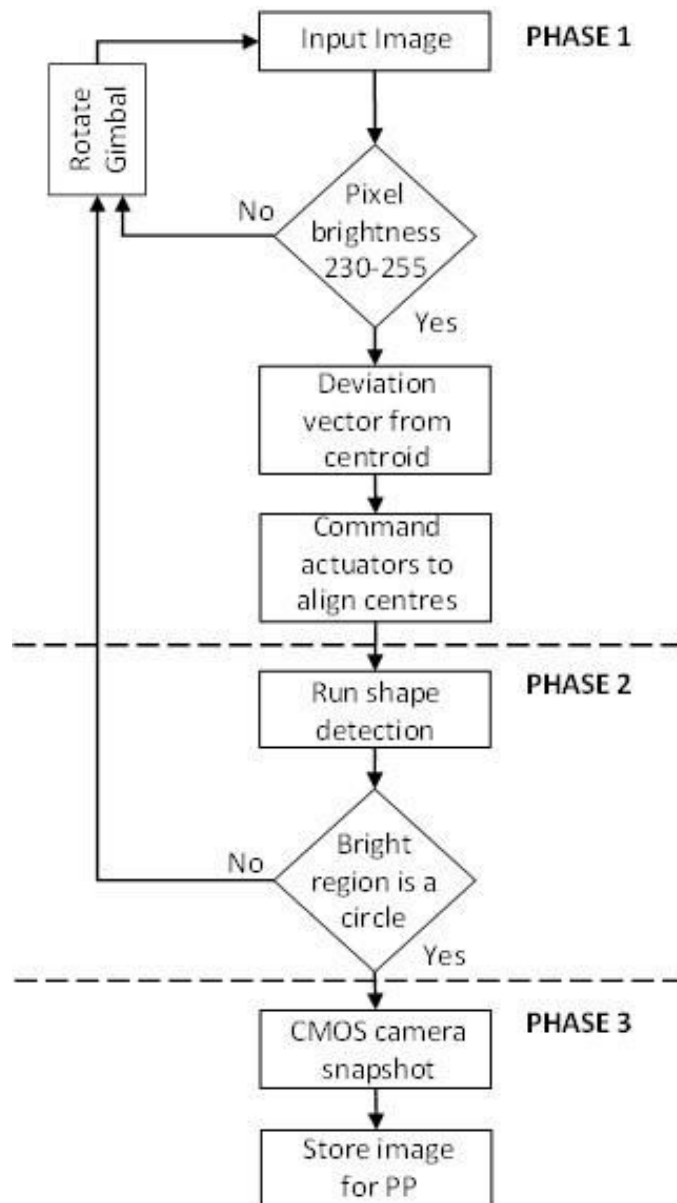 Input Image
PHASE 1
Rotate
Gimbal
Pixel
brightness
230-255
No
Yes
Deviation
vector from
centroid
Command
actuators to
align centres
PHASE 2
Run shape
detection
Bright
region is a
circle
No
Yes
PHASE 3
CMOS camera
snapshot
Store image
for PP